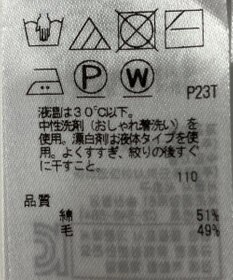 P W P23T
液温は30℃以下。
中性洗剤(おしゃれ着洗い)を
使用。漂白剤は液体タイプを使
用。よくすすぎ、絞りの後すぐ
に干すこと。
110
品質
綿 51%
毛 49%